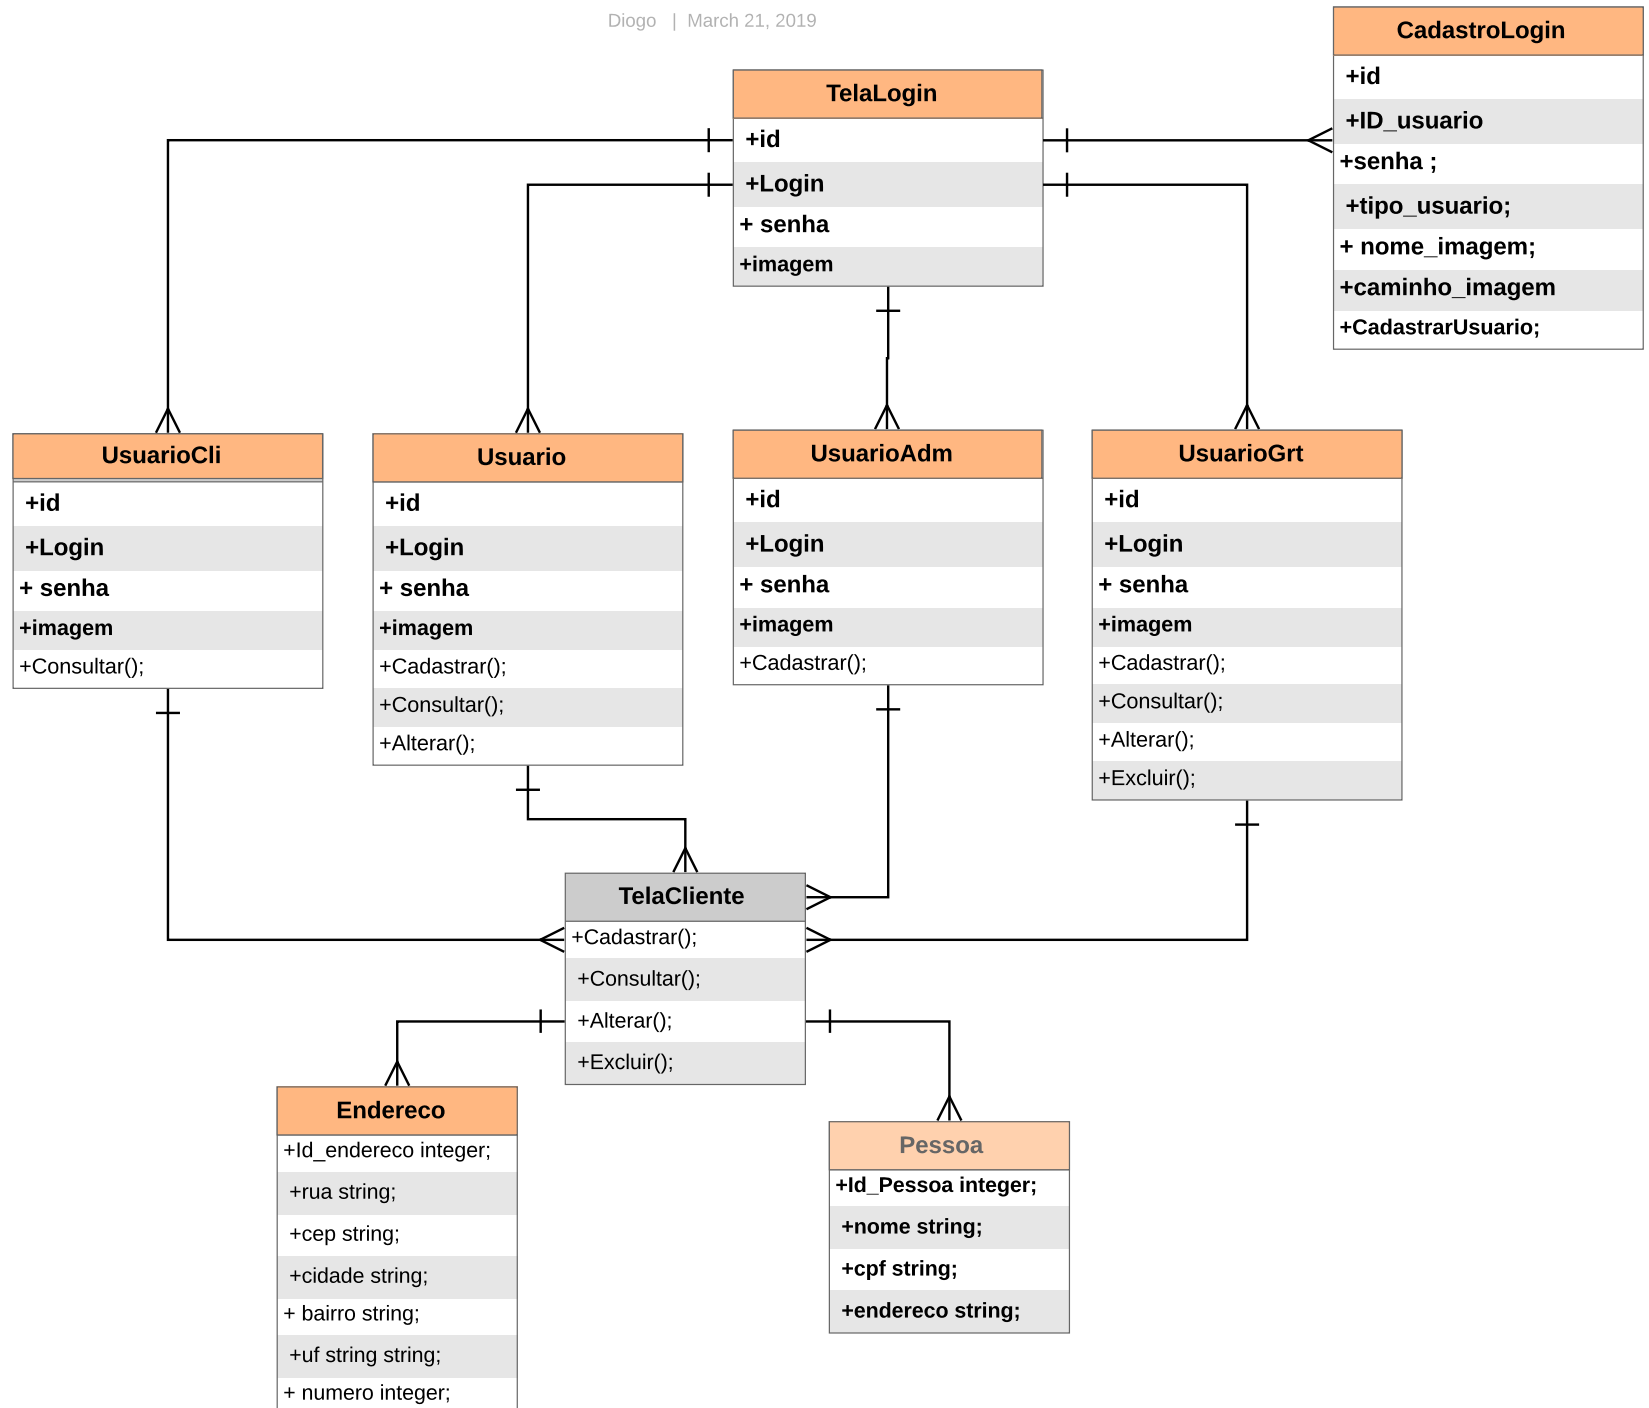 Diogo | March 21, 2019
CadastroLogin
+id
+ID_usuario
+senha ;
+tipo_usuario;
+ nome_imagem;
+caminho_imagem
+CadastrarUsuario;
TelaLogin
+id
+Login
+ senha
+imagem
UsuarioCli
+id
+Login
+ senha
+imagem
+Consultar();
Usuario
+id
+Login
+ senha
+imagem
+Cadastrar();
+Consultar();
+Alterar();
UsuarioAdm
+id
+Login
+ senha
+imagem
+Cadastrar();
UsuarioGrt
+id
+Login
+ senha
+imagem
+Cadastrar();
+Consultar();
+Alterar();
+Excluir();
TelaCliente
+Cadastrar();
+Consultar();
+Alterar();
+Excluir();
Endereco
+Id_endereco integer;
+rua string;
+cep string;
+cidade string;
+ bairro string;
+uf string string;
+ numero integer;
Pessoa
+Id_Pessoa integer;
+nome string;
+cpf string;
+endereco string;